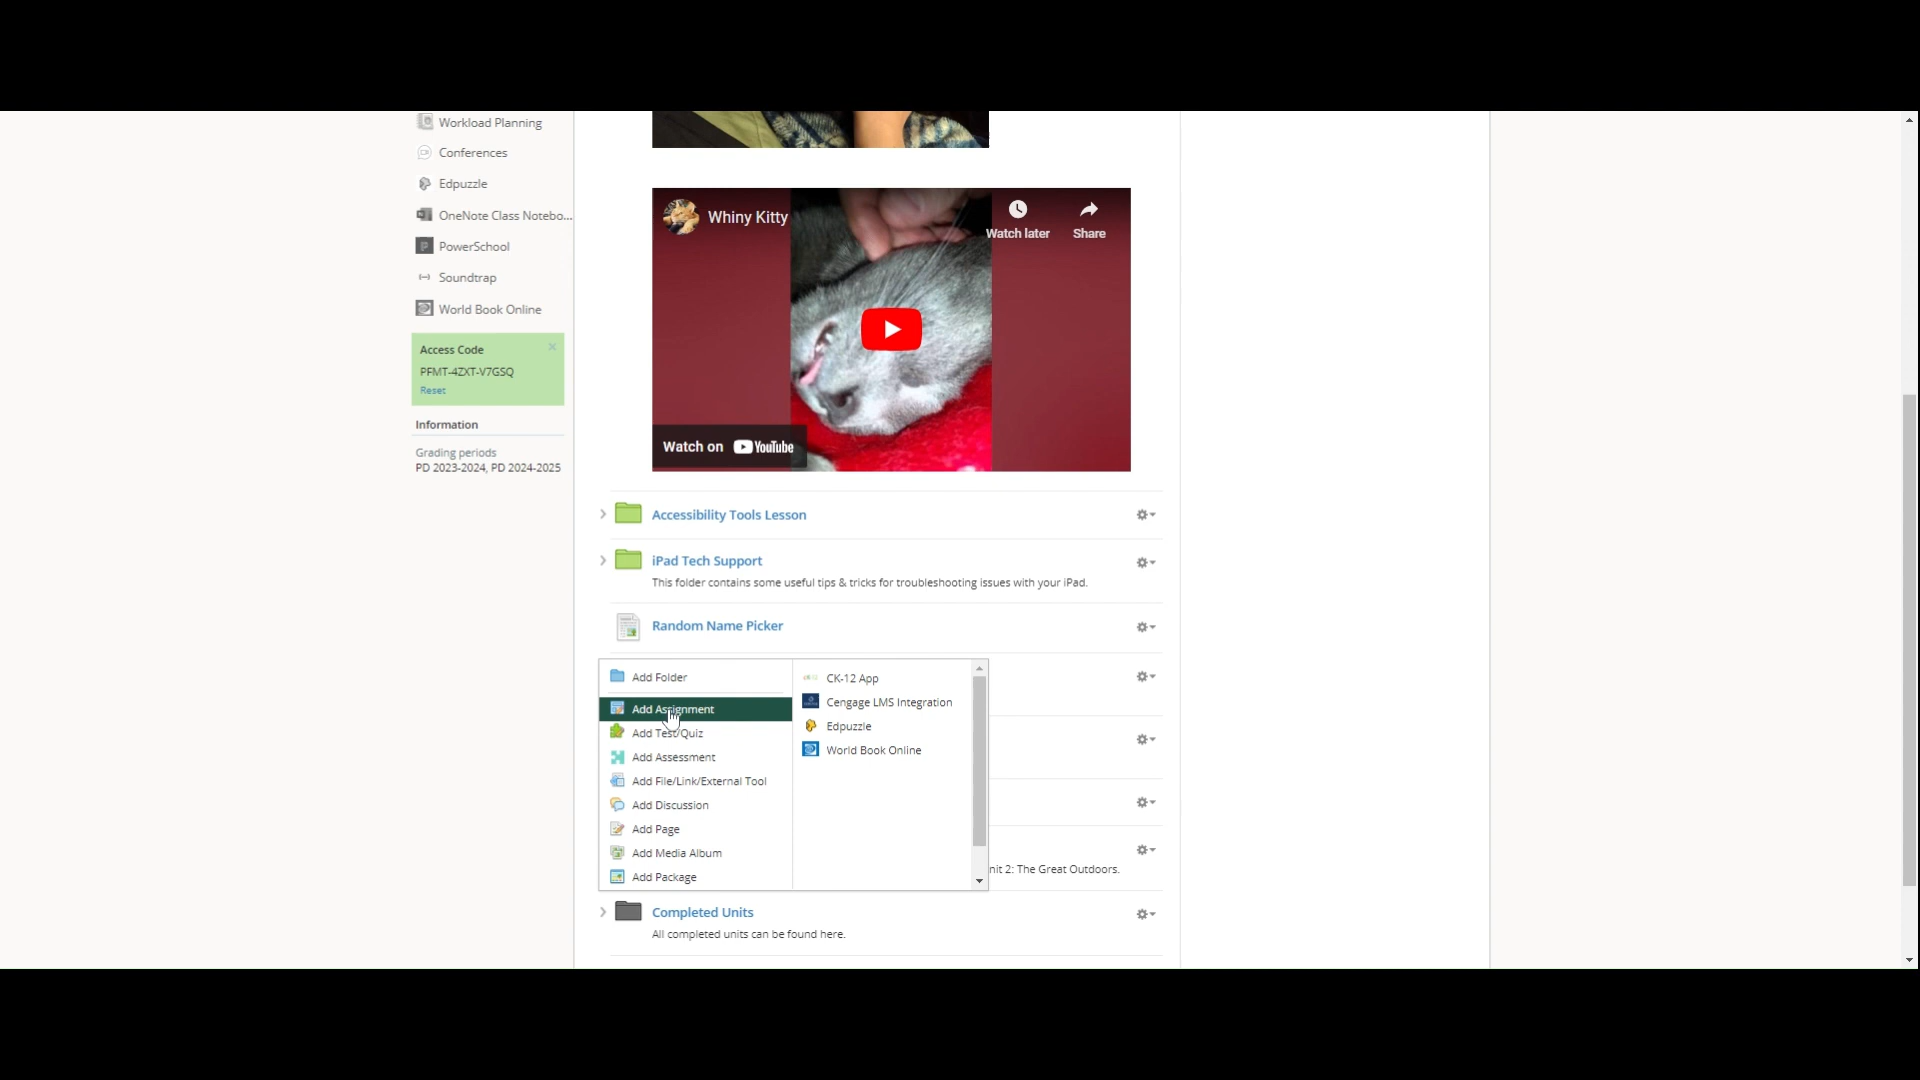 Workload Planning
Conferences
Edpuzzle
OneNote Class Notebo...
PowerSchool
Soundtrap
World Book Online
Access Code
PFMT-4ZXT-V7GSQ
Reset
Information
Grading periods
PD 2023-2024, PD 2024-2025
Whiny Kitty
Watch later
Share
Watch on YouTube
Accessibility Tools Lesson
iPad Tech Support
This folder contains some useful tips & tricks for troubleshooting issues with your iPad.
Random Name Picker
Add Folder
Add Assignment
Add Test/Quiz
Add Assessment
Add File/Link/External Tool
Add Discussion
Add Page
Add Media Album
Add Package
CK-12 App
Cengage LMS Integration
Edpuzzle
World Book Online
nit 2: The Great Outdoors.
Completed Units
All completed units can be found here.